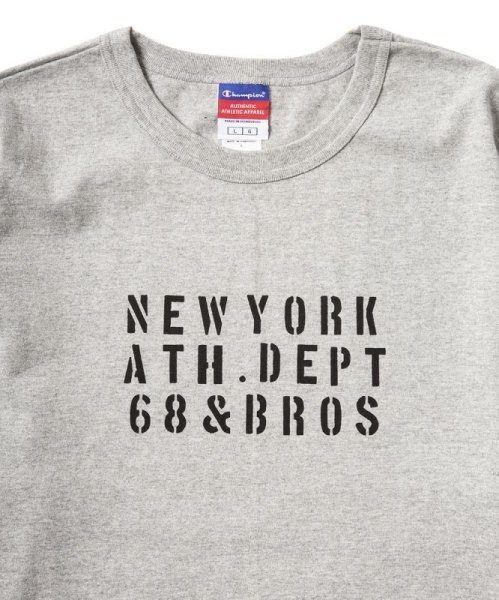 Champion
AUTHENTIC
ATHLETIC APPAREL
L G
NEW YORK
ATH.DEPT
68&BROS